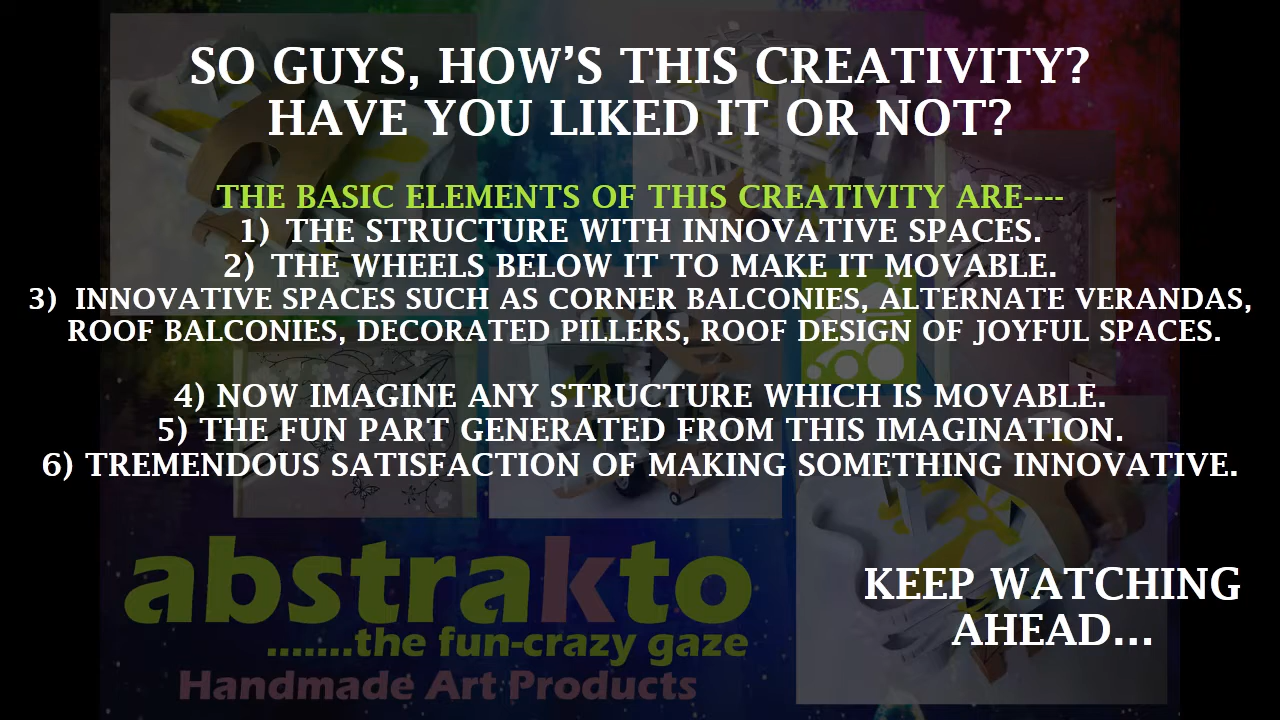 SO GUYS, HOW'S THIS CREATIVITY?
HAVE YOU LIKED IT OR NOT?
THE BASIC ELEMENTS OF THIS CREATIVITY ARE----
1) THE STRUCTURE WITH INNOVATIVE SPACES.
2) THE WHEELS BELOW IT TO MAKE IT MOVABLE.
3) INNOVATIVE SPACES SUCH AS CORNER BALCONIES, ALTERNATE VERANDAS,
ROOF BALCONIES, DECORATED PILLERS, ROOF DESIGN OF JOYFUL SPACES.
4) NOW IMAGINE ANY STRUCTURE WHICH IS MOVABLE.
5) THE FUN PART GENERATED FROM THIS IMAGINATION.
6) TREMENDOUS SATISFACTION OF MAKING SOMETHING INNOVATIVE.
abstrakto
.......the fun-crazy gaze
Handmade Art Products
KEEP WATCHING
AHEAD...